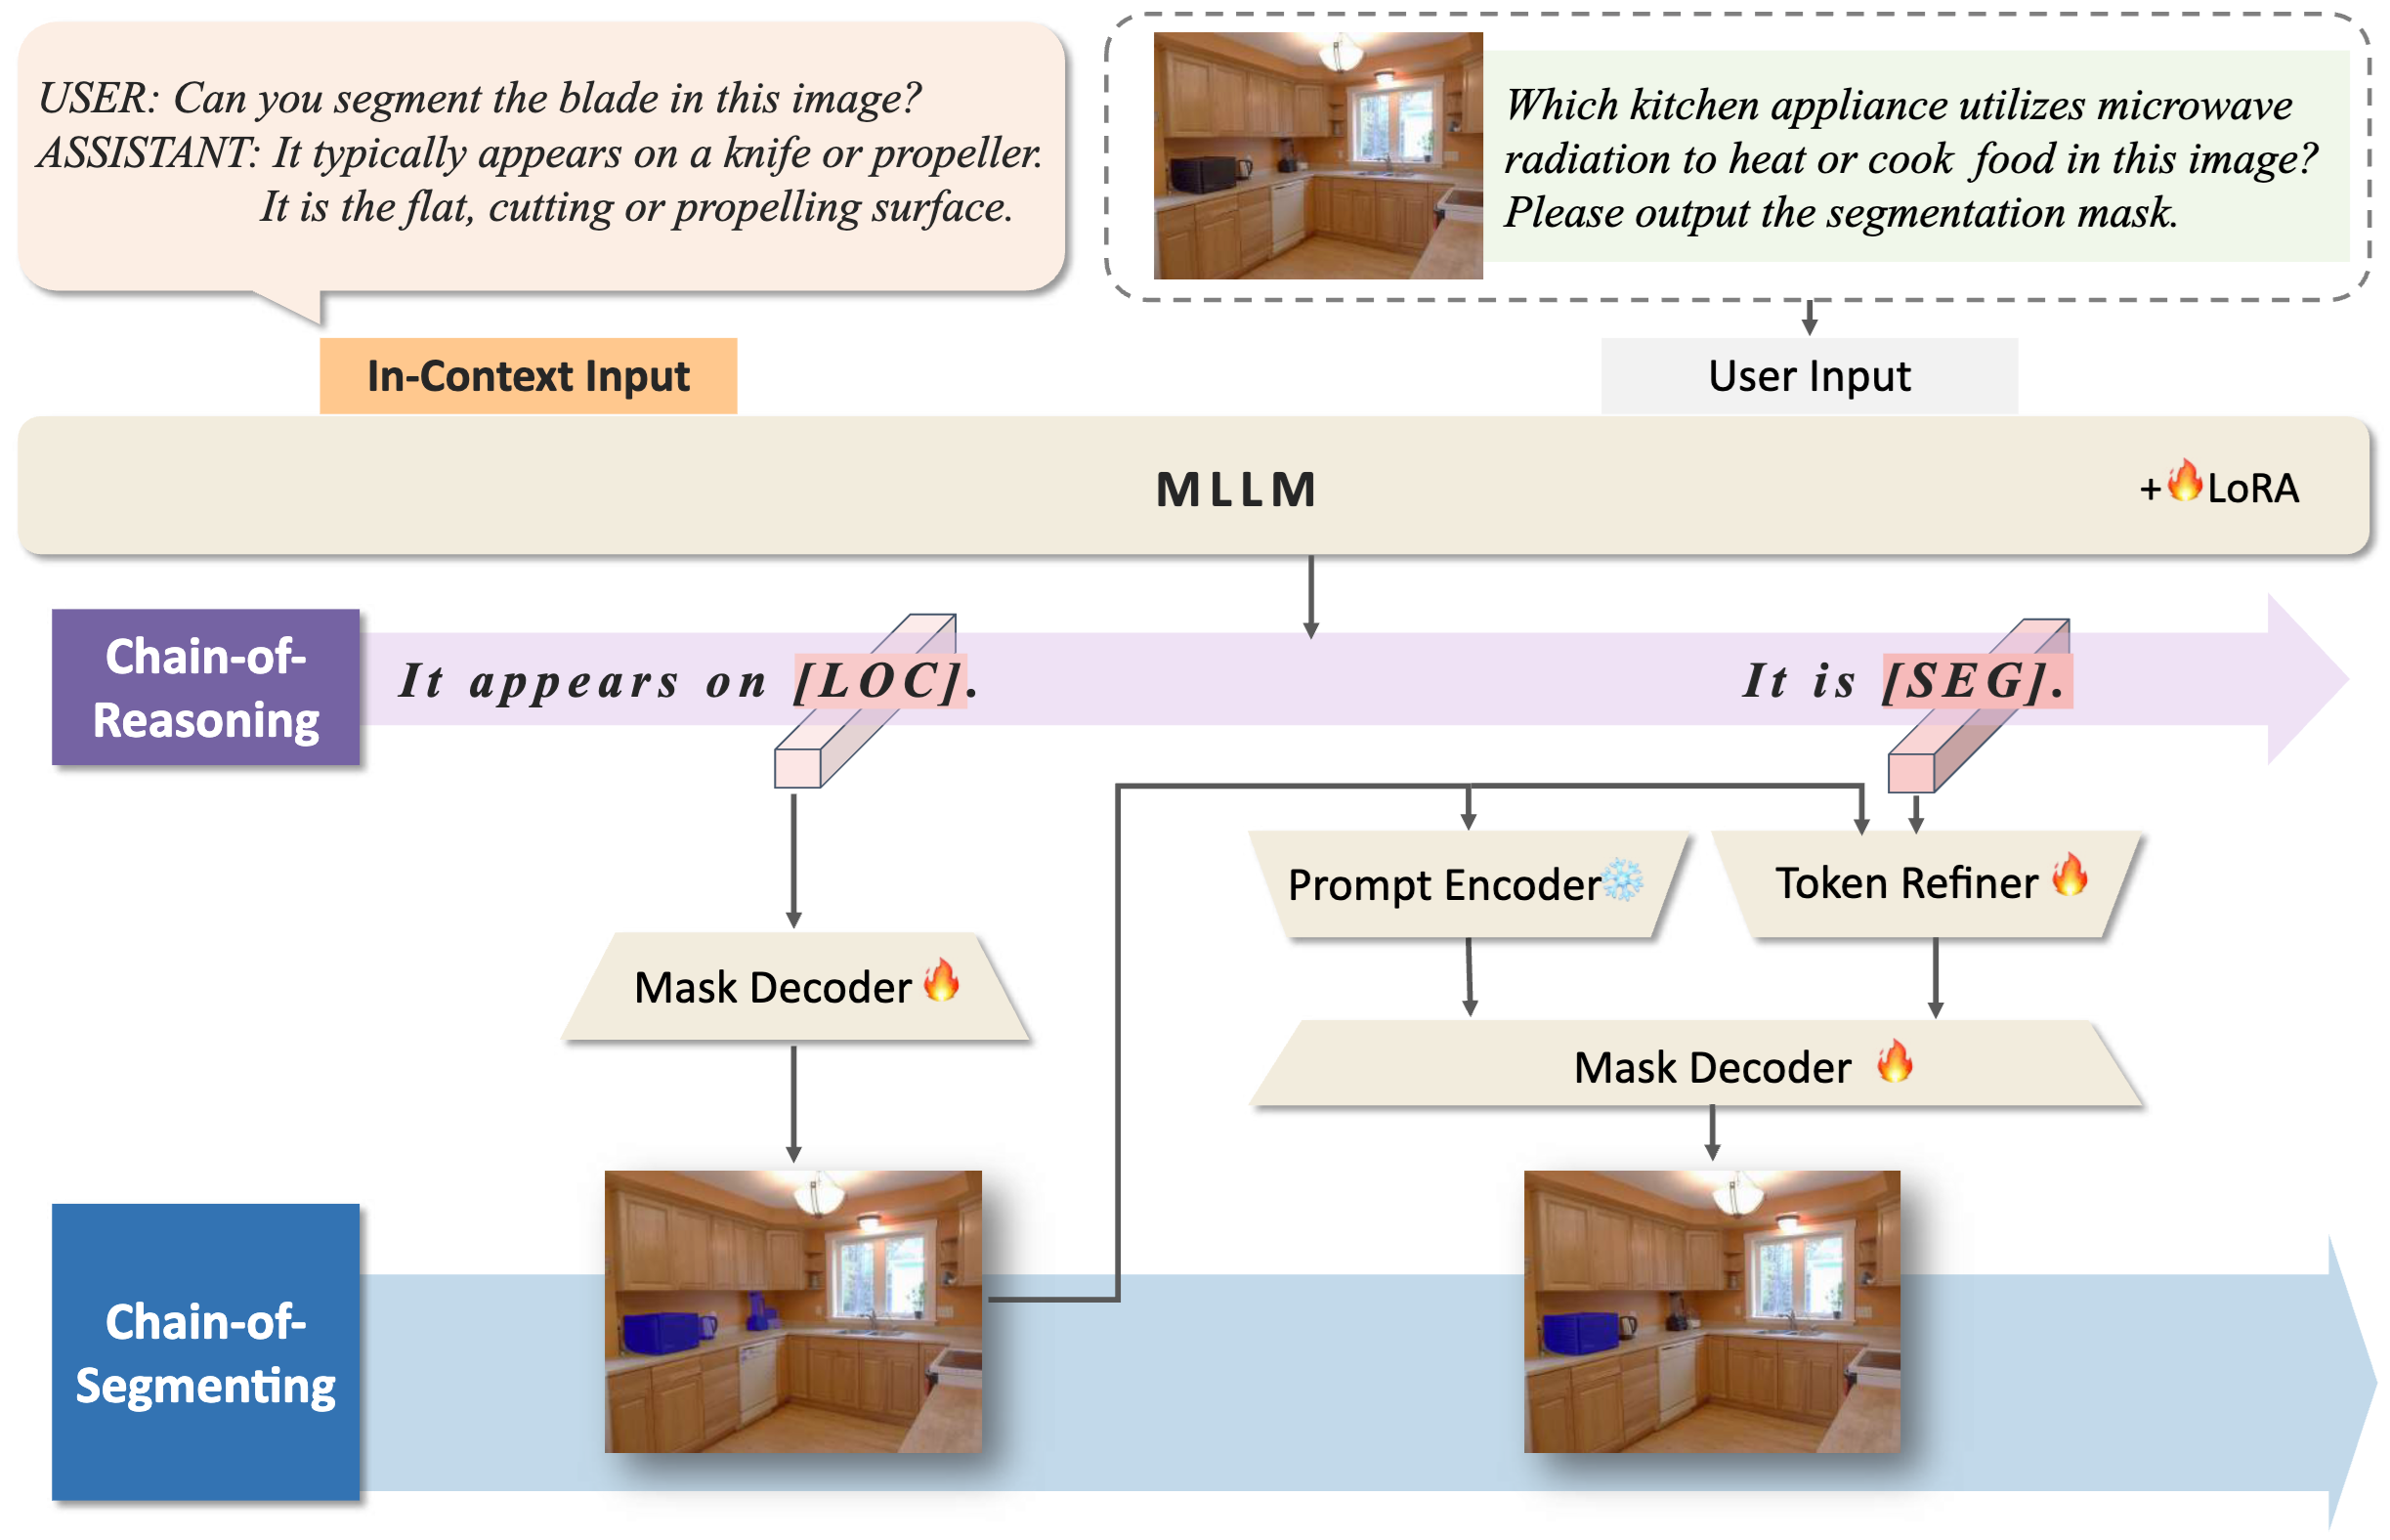 USER: Can you segment the blade in this image?
ASSISTANT: It typically appears on a knife or propeller.
It is the flat, cutting or propelling surface.
Which kitchen appliance utilizes microwave
radiation to heat or cook food in this image?
Please output the segmentation mask.
In-Context Input
User Input
MLLM
+ LoRA
Chain-of-
Reasoning
It appears on [LOC].
It is [SEG].
Prompt Encoder
Token Refiner
Mask Decoder
Mask Decoder
Chain-of-
Segmenting